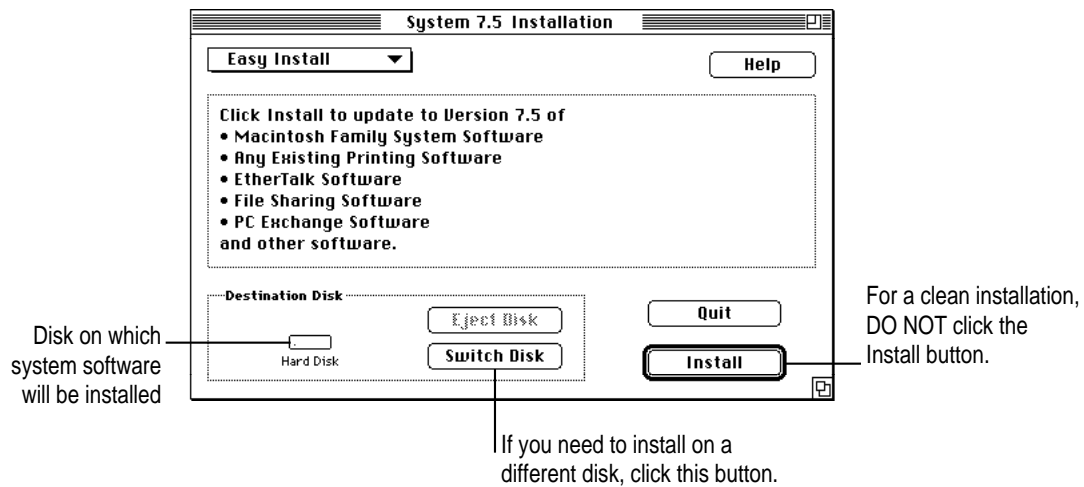 System 7.5 Installation
Easy Install
Help
Click Install to update to Version 7.5 of
• Macintosh Family System Software
• Any Existing Printing Software
• EtherTalk Software
• File Sharing Software
• PC Exchange Software
and other software.
Destination Disk
Hard Disk
Eject Disk
Switch Disk
Quit
Install
Disk on which
system software
will be installed
For a clean installation,
DO NOT click the
Install button.
If you need to install on a
different disk, click this button.